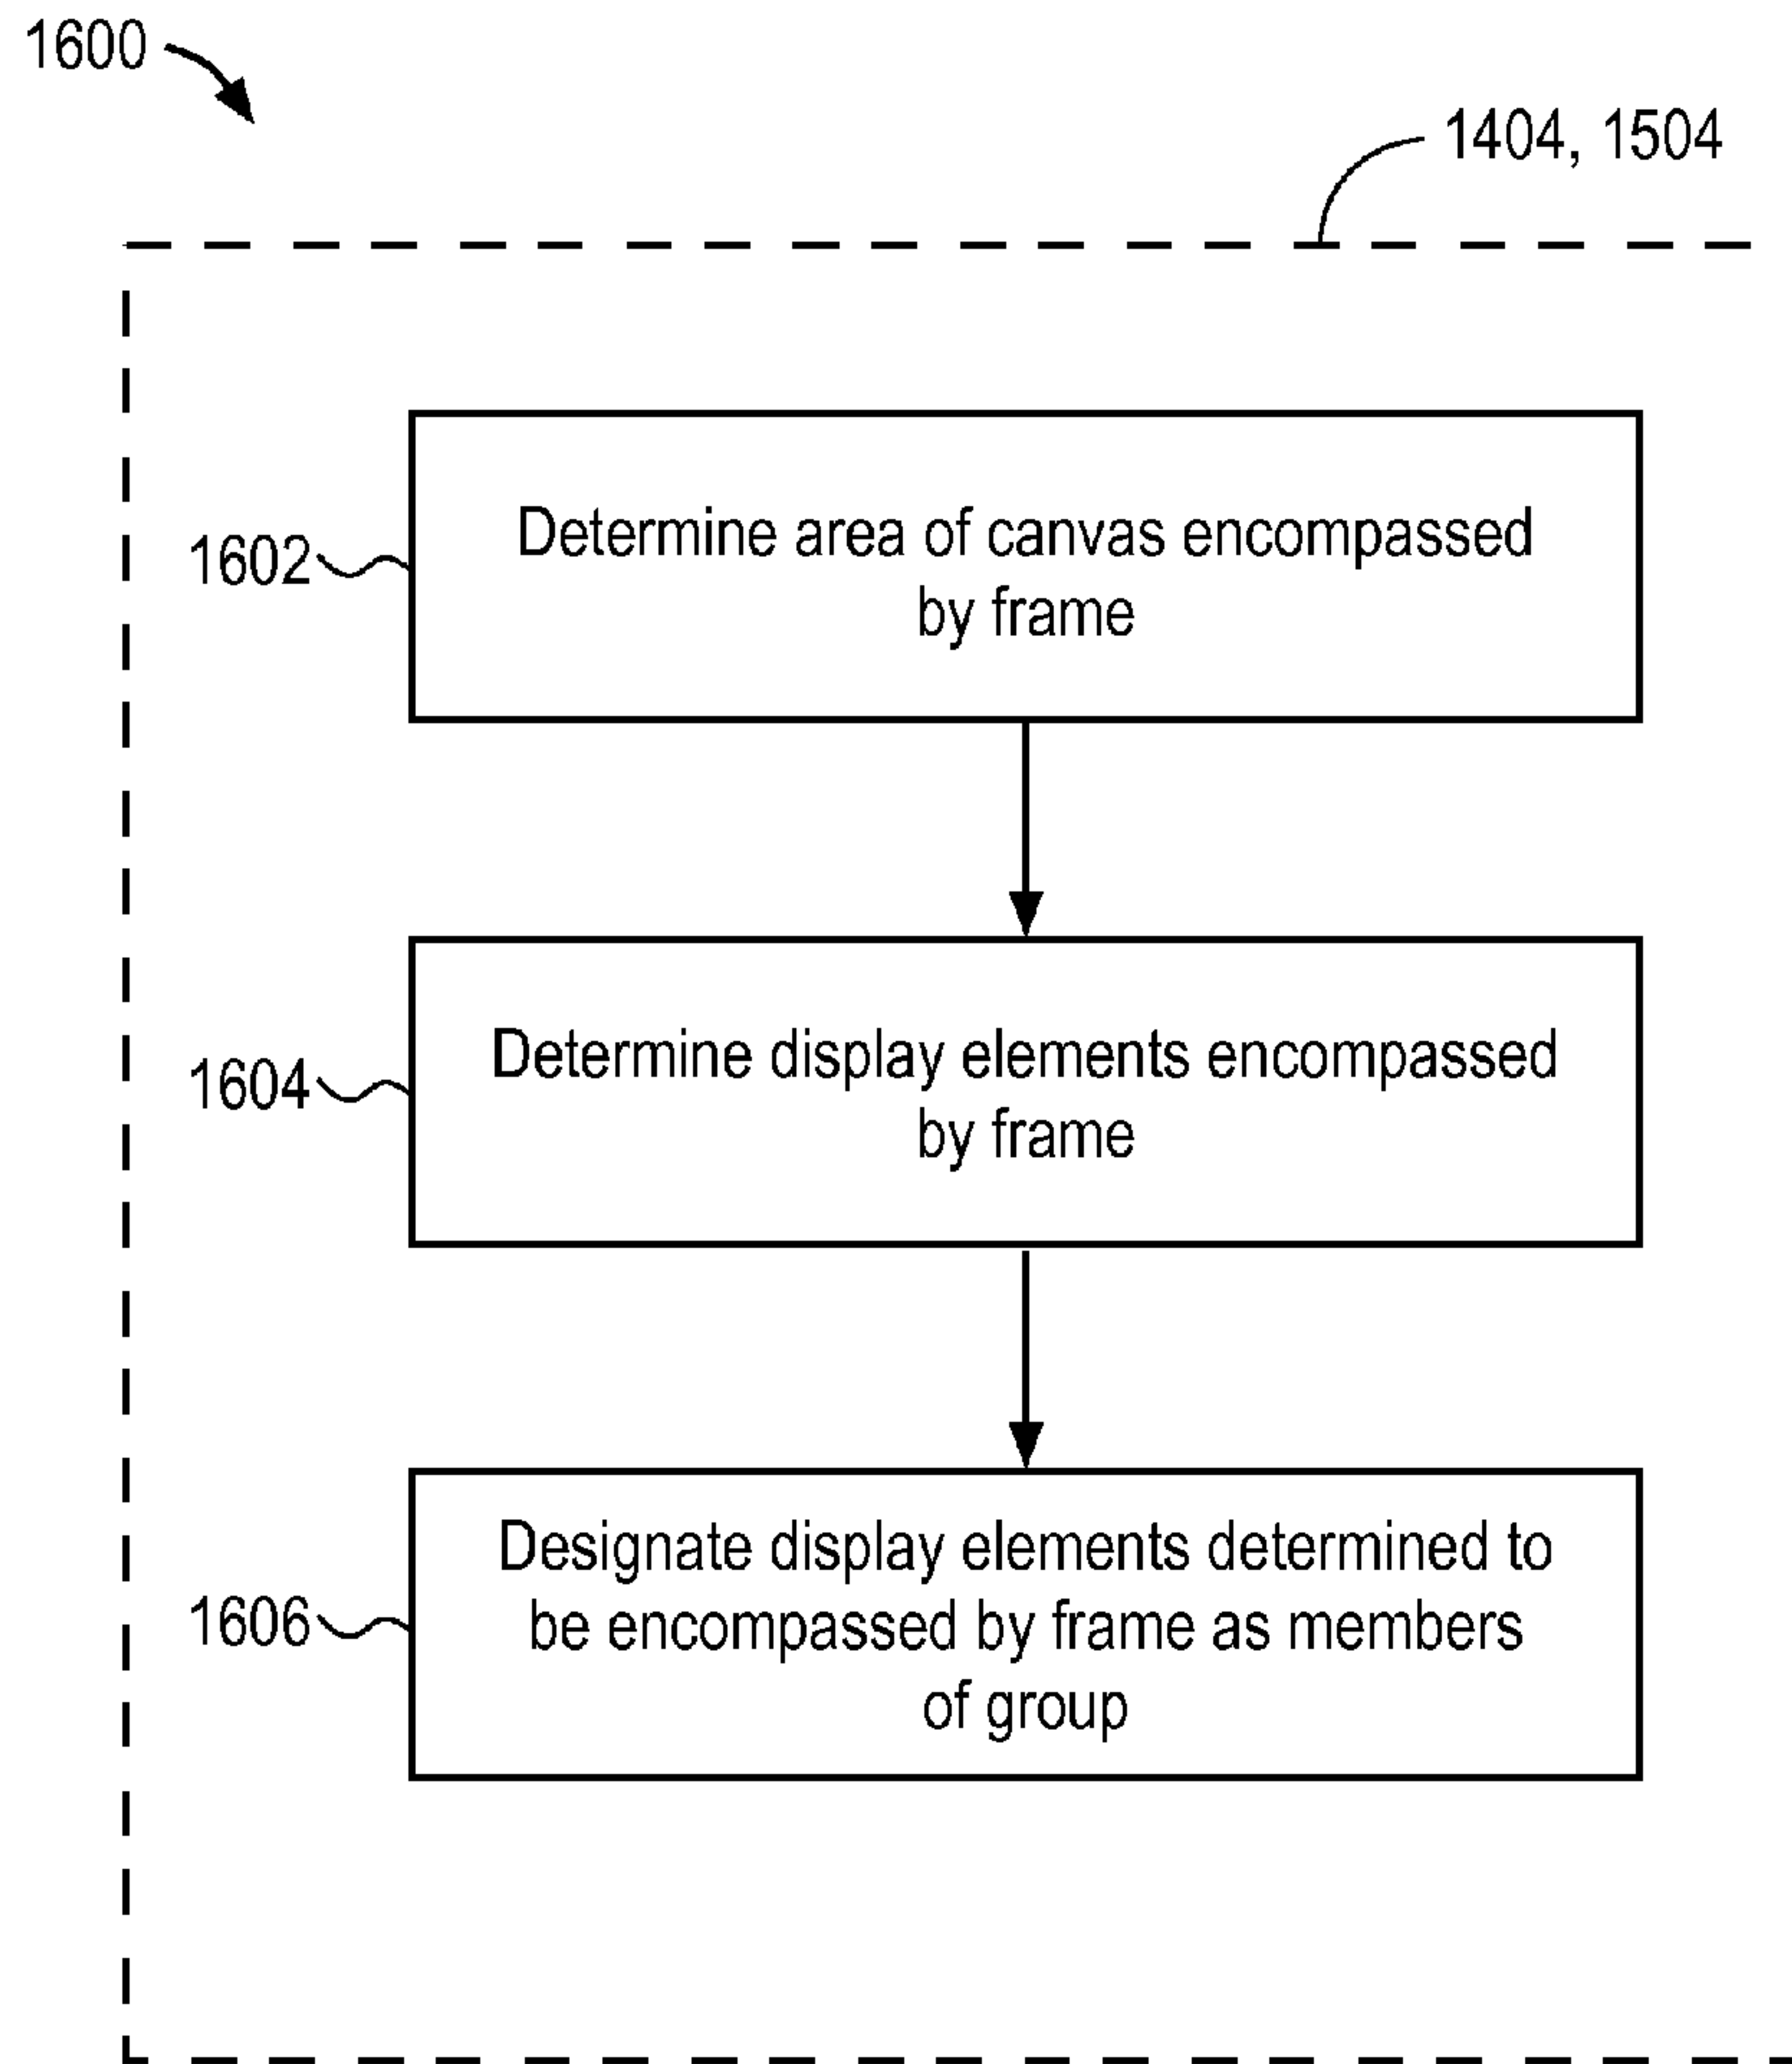 1600
1404, 1504
Determine area of canvas encompassed
by frame
1602
Determine display elements encompassed
by frame
1604
Designate display elements determined to
be encompassed by frame as members
of group
1606